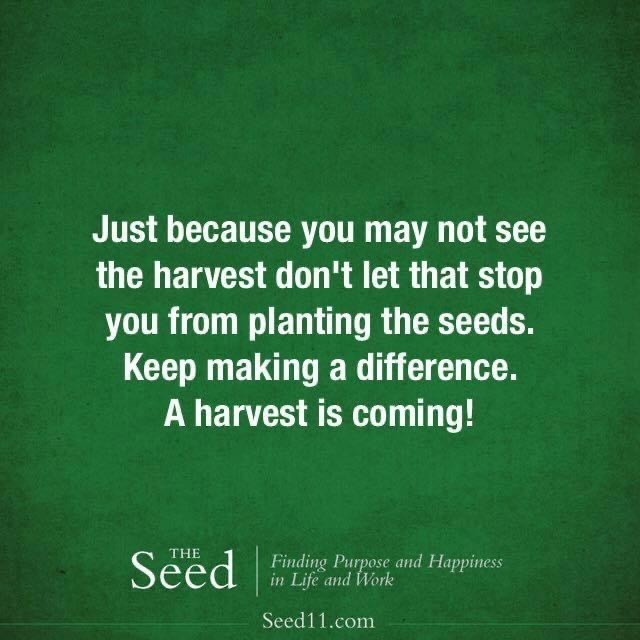 Just because you may not see
the harvest don't let that stop
you from planting the seeds.
Keep making a difference.
A harvest is coming!
THE
Seed
Finding Purpose and Happiness
in Life and Work
Seed11.com